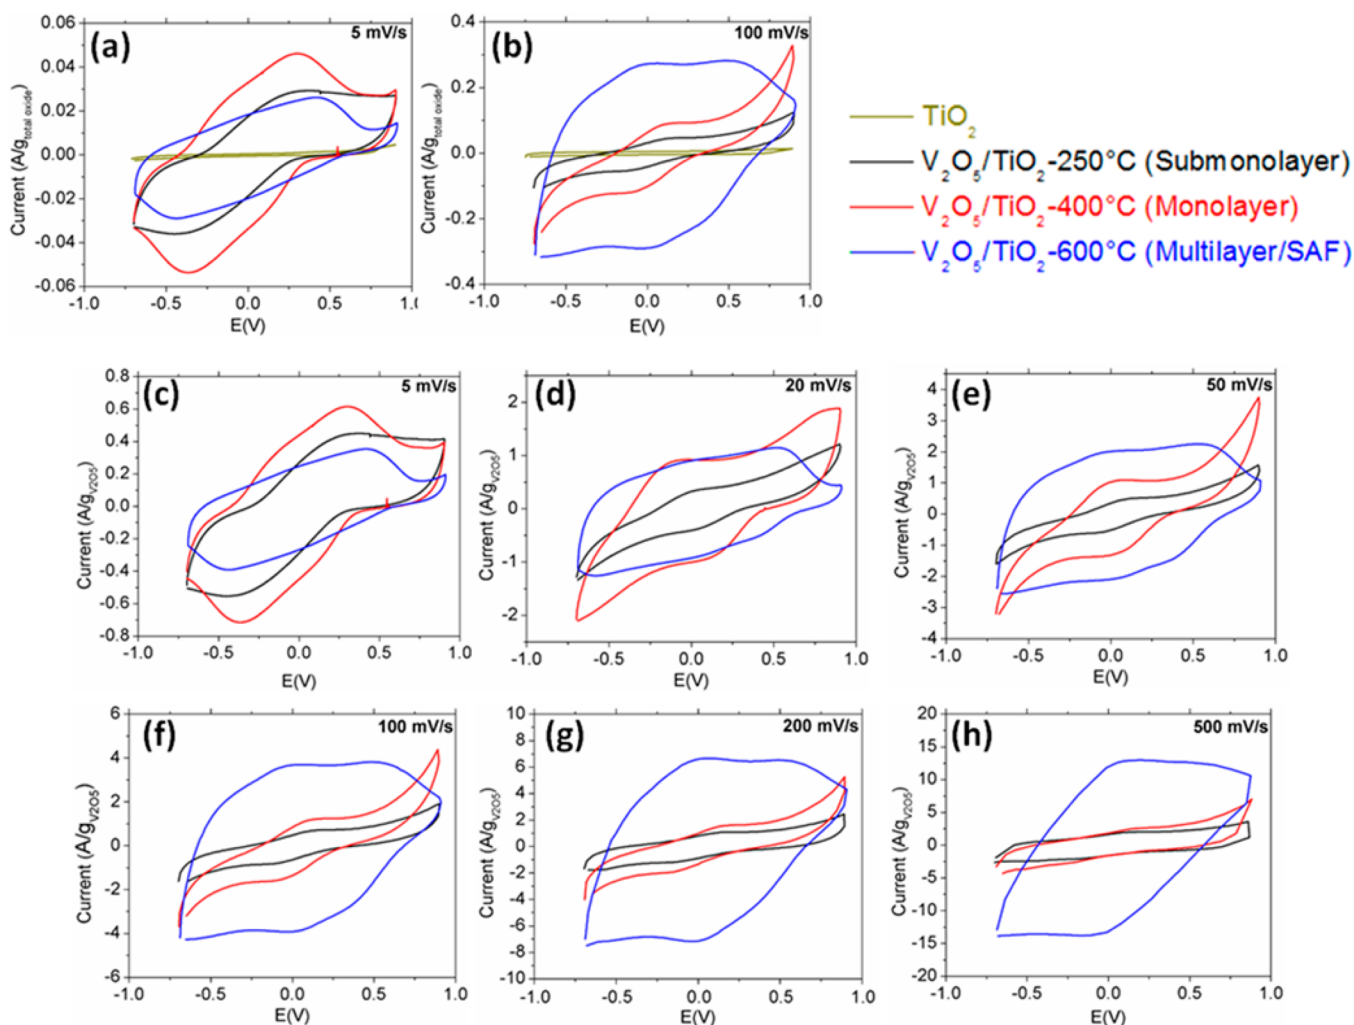 (a)
5 mV/s
0.06
0.04
0.02
0.00
-0.02
-0.04
-0.06
Current (A/g total oxide)
-1.0 -0.5 0.0 0.5 1.0
E(V)
(b)
100 mV/s
0.4
0.2
0.0
-0.2
-0.4
Current (A/g total oxide)
-1.0 -0.5 0.0 0.5 1.0
E(V)
TiO2
V2O5/TiO2-250°C (Submonolayer)
V2O5/TiO2-400°C (Monolayer)
V2O5/TiO2-600°C (Multilayer/SAF)
(c)
5 mV/s
0.8
0.6
0.4
0.2
0.0
-0.2
-0.4
-0.6
-0.8
Current (A/gV2O5)
-1.0 -0.5 0.0 0.5 1.0
E(V)
(d)
20 mV/s
2
1
0
-1
-2
Current (A/gV2O5)
-1.0 -0.5 0.0 0.5 1.0
E(V)
(e)
50 mV/s
4
3
2
1
0
-1
-2
-3
-4
Current (A/gV2O5)
-1.0 -0.5 0.0 0.5 1.0
E(V)
(f)
100 mV/s
6
4
2
0
-2
-4
-6
Current (A/gV2O5)
-1.0 -0.5 0.0 0.5 1.0
E(V)
(g)
200 mV/s
10
8
6
4
2
0
-2
-4
-6
-8
-10
Current (A/gV2O5)
-1.0 -0.5 0.0 0.5 1.0
E(V)
(h)
500 mV/s
20
15
10
5
0
-5
-10
-15
-20
Current (A/gV2O5)
-1.0 -0.5 0.0 0.5 1.0
E(V)